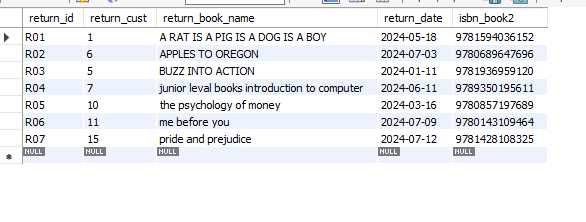 return_id return_cust return_book_name return_date isbn_book2
R01 1 A RAT IS A PIG IS A DOG IS A BOY 2024-05-18 9781594036152
R02 6 APPLES TO OREGON 2024-07-03 9780689647696
R03 5 BUZZ INTO ACTION 2024-01-11 9781936959120
R04 7 junior leval books introduction to computer 2024-06-11 9789350195611
R05 10 the psychology of money 2024-03-16 9780857197689
R06 11 me before you 2024-07-09 9780143109464
R07 15 pride and prejudice 2024-07-12 9781428108325
NULL NULL NULL NULL NULL